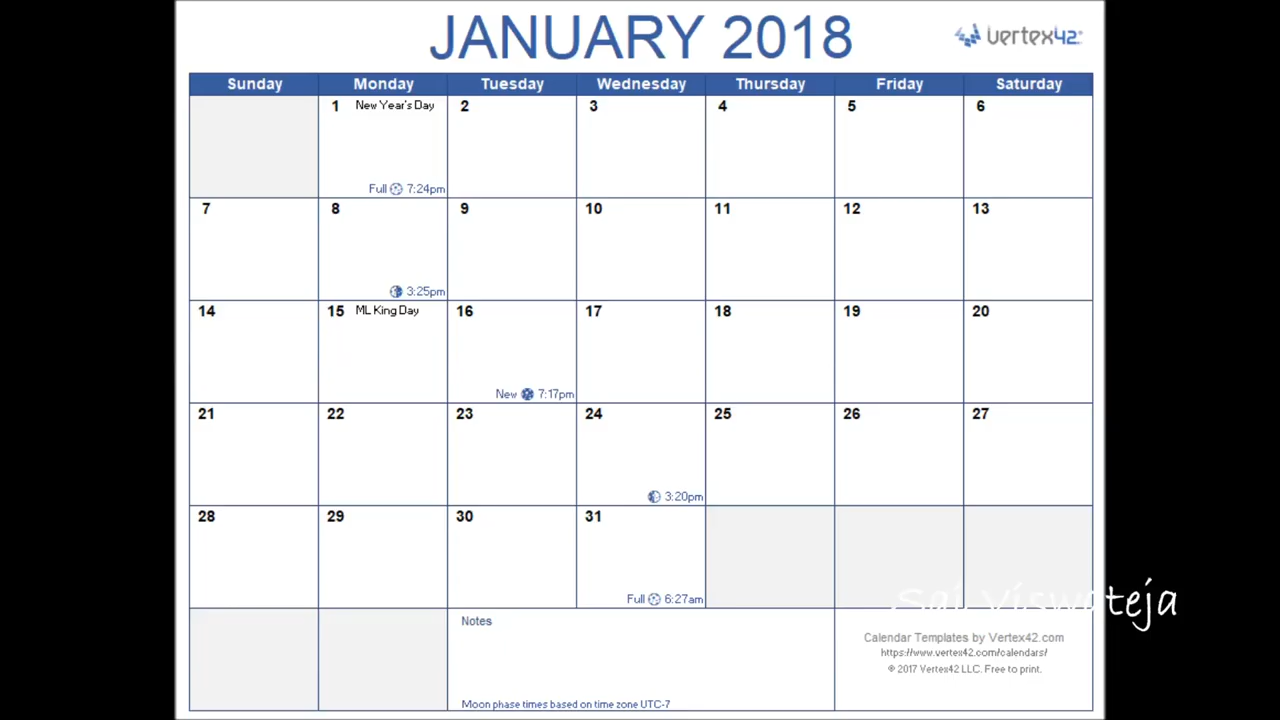 JANUARY 2018
vertex42
Sunday Monday Tuesday Wednesday Thursday Friday Saturday
1 New Year's Day 2 3 4 5 6
Full 7:24pm
7 8 9 10 11 12 13
3:25pm
14 15 ML King Day 16 17 18 19 20
New 7:17pm
21 22 23 24 25 26 27
3:20pm
28 29 30 31
Full 6:27am
Sai Viswateja
Notes
Calendar Templates by Vertex42.com
https://www.vertex42.com/calendars/
© 2017 Vertex42 LLC. Free to print.
Moon phase times based on time zone UTC-7